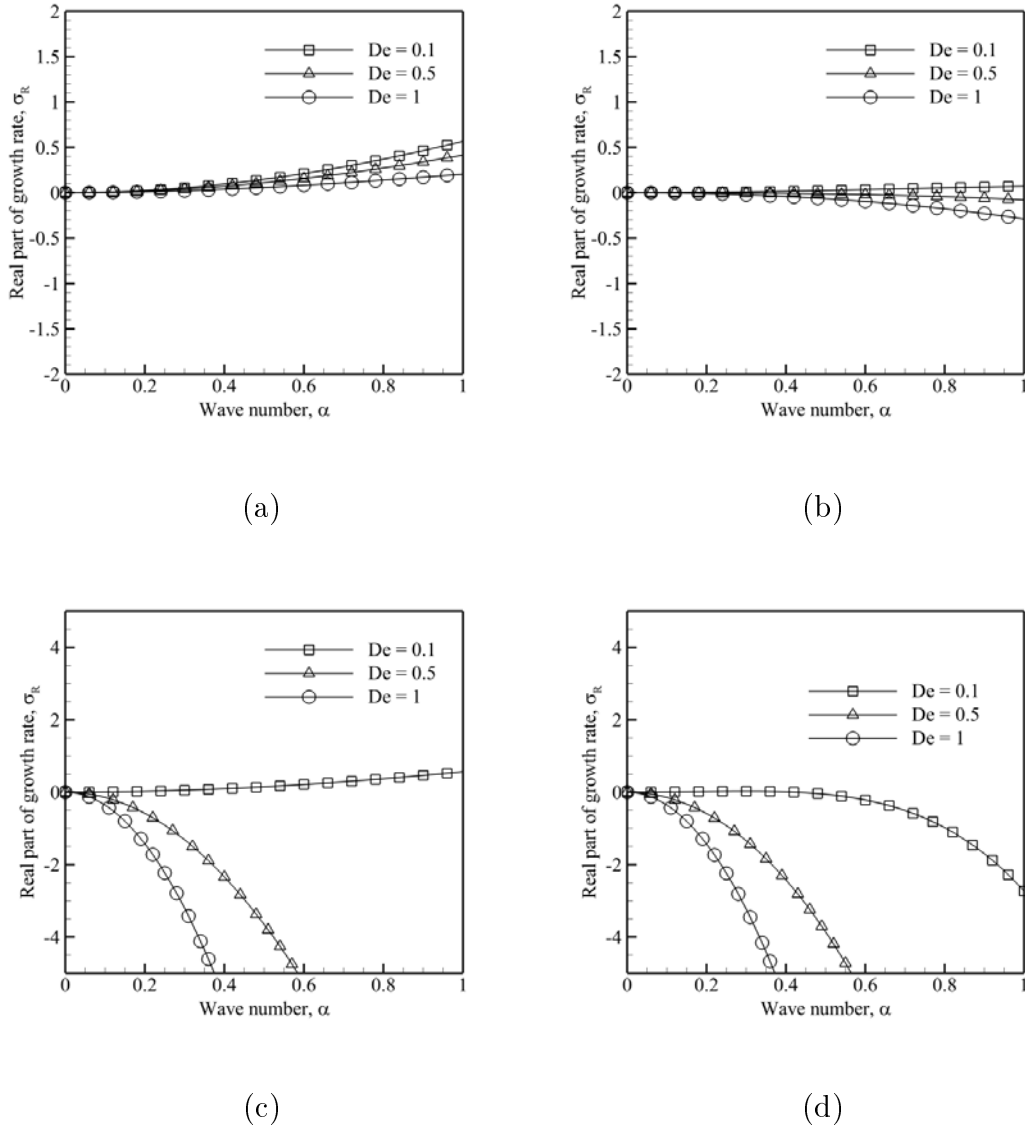 2
1.5
1
0.5
0
-0.5
-1
-1.5
-2
Real part of growth rate, σR
De = 0.1
De = 0.5
De = 1
0 0.2 0.4 0.6 0.8 1
Wave number, α
(a)
2
1.5
1
0.5
0
-0.5
-1
-1.5
-2
Real part of growth rate, σR
De = 0.1
De = 0.5
De = 1
0 0.2 0.4 0.6 0.8 1
Wave number, α
(b)
4
2
0
-2
-4
Real part of growth rate, σR
De = 0.1
De = 0.5
De = 1
0 0.2 0.4 0.6 0.8 1
Wave number, α
(c)
4
2
0
-2
-4
Real part of growth rate, σR
De = 0.1
De = 0.5
De = 1
0 0.2 0.4 0.6 0.8 1
Wave number, α
(d)